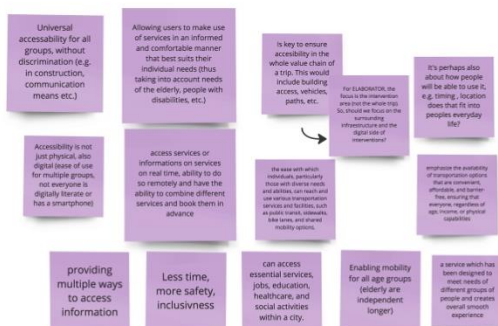 Universal
accessability for all
groups, without
discrimination (e.g.
in construction,
communication
means etc.)
Allowing users to make use
of services in an informed
and comfortable manner
that best suits their
individual needs (thus
taking into account needs
of the elderly, people with
disabilities, etc.)
Is key to ensure
accesibility in the
whole value chain of
a trip. This would
include building
access, vehicles,
paths, etc.
For ELABORATOR, the
focus is the intervention
area (not the whole trip).
So, should we focus on the
surrounding
infraestructure and the
digital side of
interventions?
It's perhaps also
about how people
will be able to use it,
e.g. timing , location
does that fit into
peoples everyday
life?
Accessibility is not
just physical, also
digital (ease of use
for multiple groups,
not everyone is
digitally literate or
has a smartphone)
access services or
informations on services
on real time, ability to do
so remotely and have the
ability to combine different
services and book them in
advance
the ease with which
individuals, particularly
those with diverse needs
and abilities, can reach and
use various transportation
services and facilities, such
as public transit, sidewalks,
bike lanes, and shared
mobility options.
emphasize the availability
of transportation options
that are convenient,
affordable, and barrier
free, ensuring that
everyone, regardless of
age, income, or physical
capabilities
providing
multiple ways
to access
information
Less time,
more safety,
inclusivness
can access
essential services,
jobs, education,
healthcare, and
social activities
within a city.
Enabling mobility
for all age groups
(elderly are
independent
longer)
a service which has
been designed to
meet needs of
different groups of
people and creates
overall smooth
experience